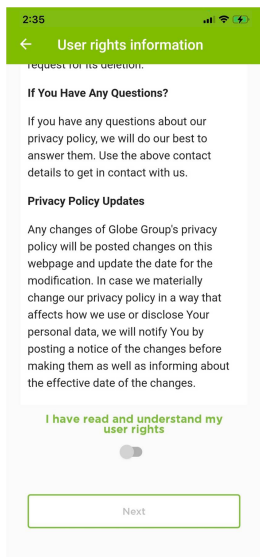 2:35
User rights information
request for its deletion.
If You Have Any Questions?
If you have any questions about our
privacy policy, we will do our best to
answer them. Use the above contact
details to get in contact with us.
Privacy Policy Updates
Any changes of Globe Group's privacy
policy will be posted changes on this
webpage and update the date for the
modification. In case we materially
change our privacy policy in a way that
affects how we use or disclose Your
personal data, we will notify You by
posting a notice of the changes before
making them as well as informing about
the effective date of the changes.
I have read and understand my
user rights
Next